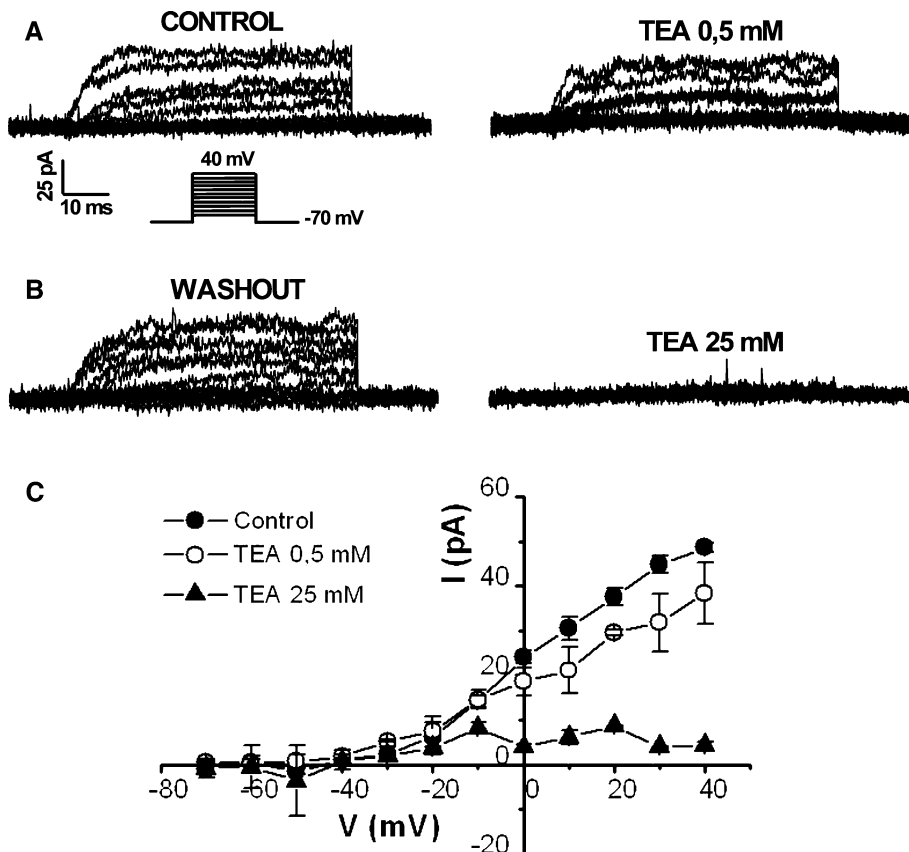 A
CONTROL
TEA 0,5 mM
25 pA
10 ms
40 mV
-70 mV
B
WASHOUT
TEA 25 mM
C
Control
TEA 0,5 mM
TEA 25 mM
I (pA)
60
40
20
0
-20
-80
-60
-40
-20
0
20
40
V (mV)